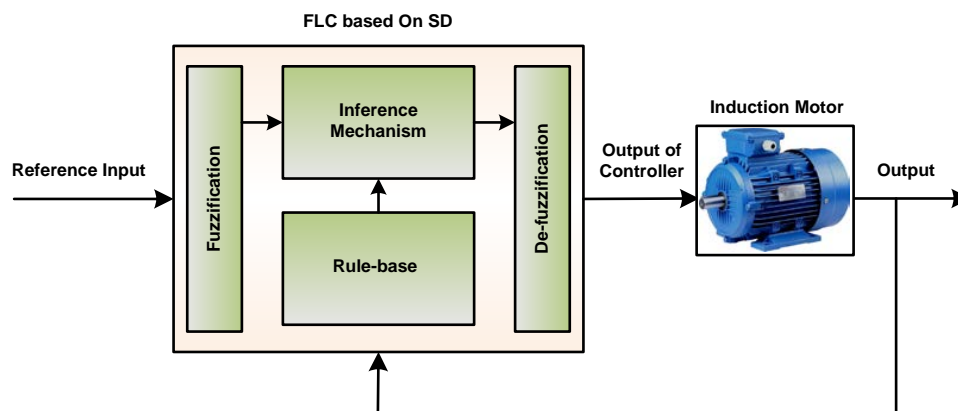 FLC based On SD
Reference Input
Fuzzification
Inference
Mechanism
Rule-base
De-fuzzification
Output of
Controller
Induction Motor
Output